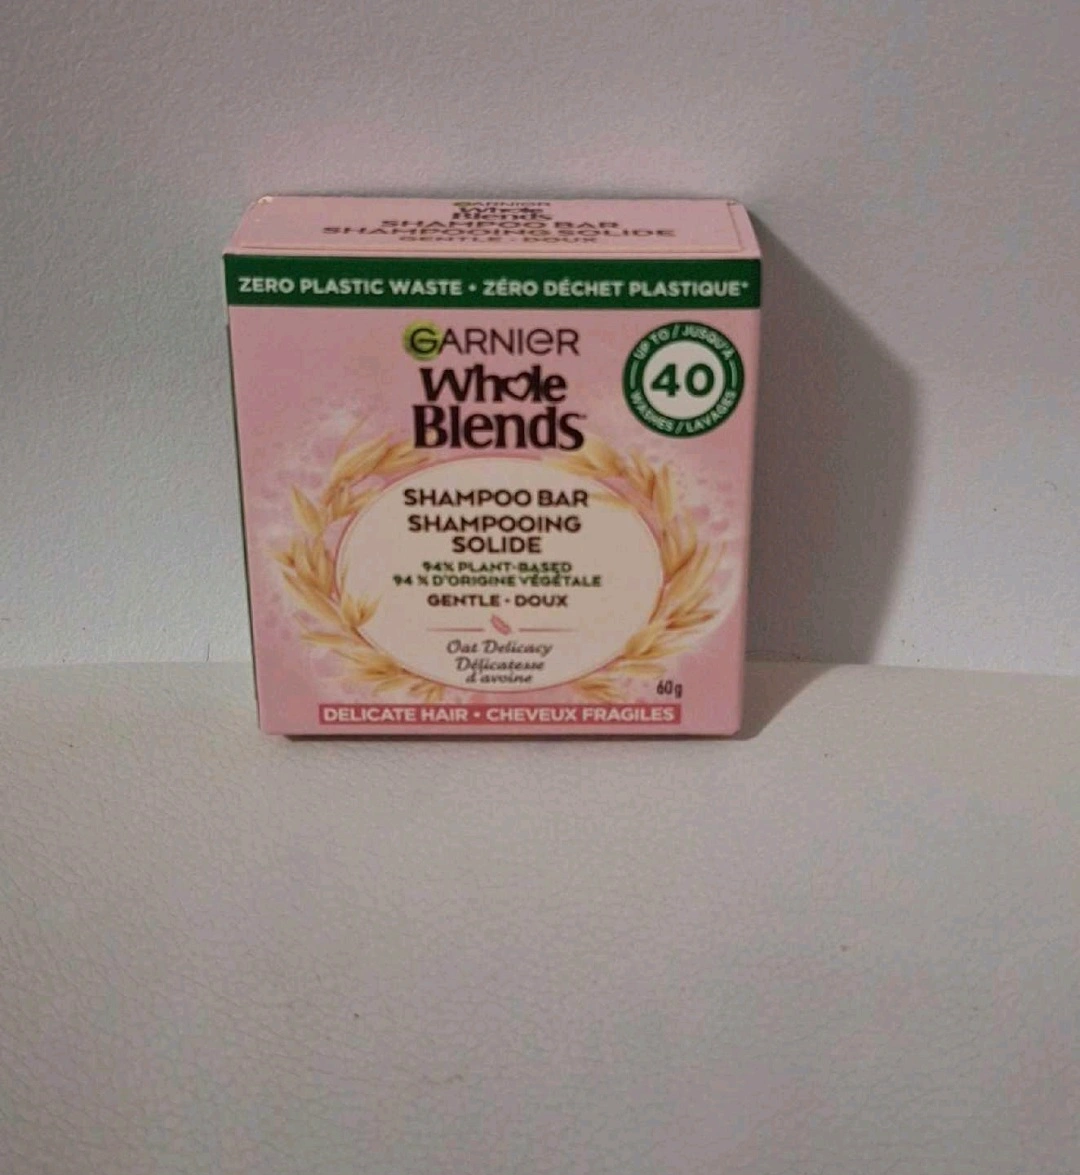 GARNIER
Whole
Blends
SHAMPOO BAR
SHAMPOOING SOLIDE
GENTLE • DOUX
ZERO PLASTIC WASTE • ZÉRO DÉCHET PLASTIQUE*
GARNIER
Whole
Blends
UP TO / JUSQU'À
40
WASHES / LAVAGES
SHAMPOO BAR
SHAMPOOING
SOLIDE
94% PLANT-BASED
94 % D'ORIGINE VÉGÉTALE
GENTLE • DOUX
Oat Delicacy
Délicatesse
d'avoine
60g
DELICATE HAIR • CHEVEUX FRAGILES